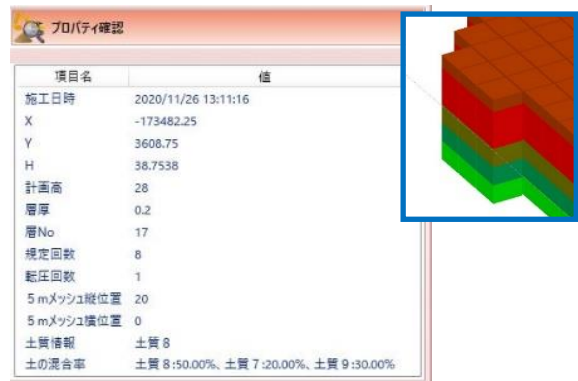 プロパティ確認
項目名 値
施工日時 2020/11/26 13:11:16
X -173482.25
Y 3608.75
H 38.7538
計画高 28
層厚 0.2
層No 17
規定回数 8
転圧回数 1
5mメッシュ縦位置 20
5mメッシュ横位置 0
土質情報 土質8
土の混合率 土質8:50.00%、土質7:20.00%、土質9:30.00%